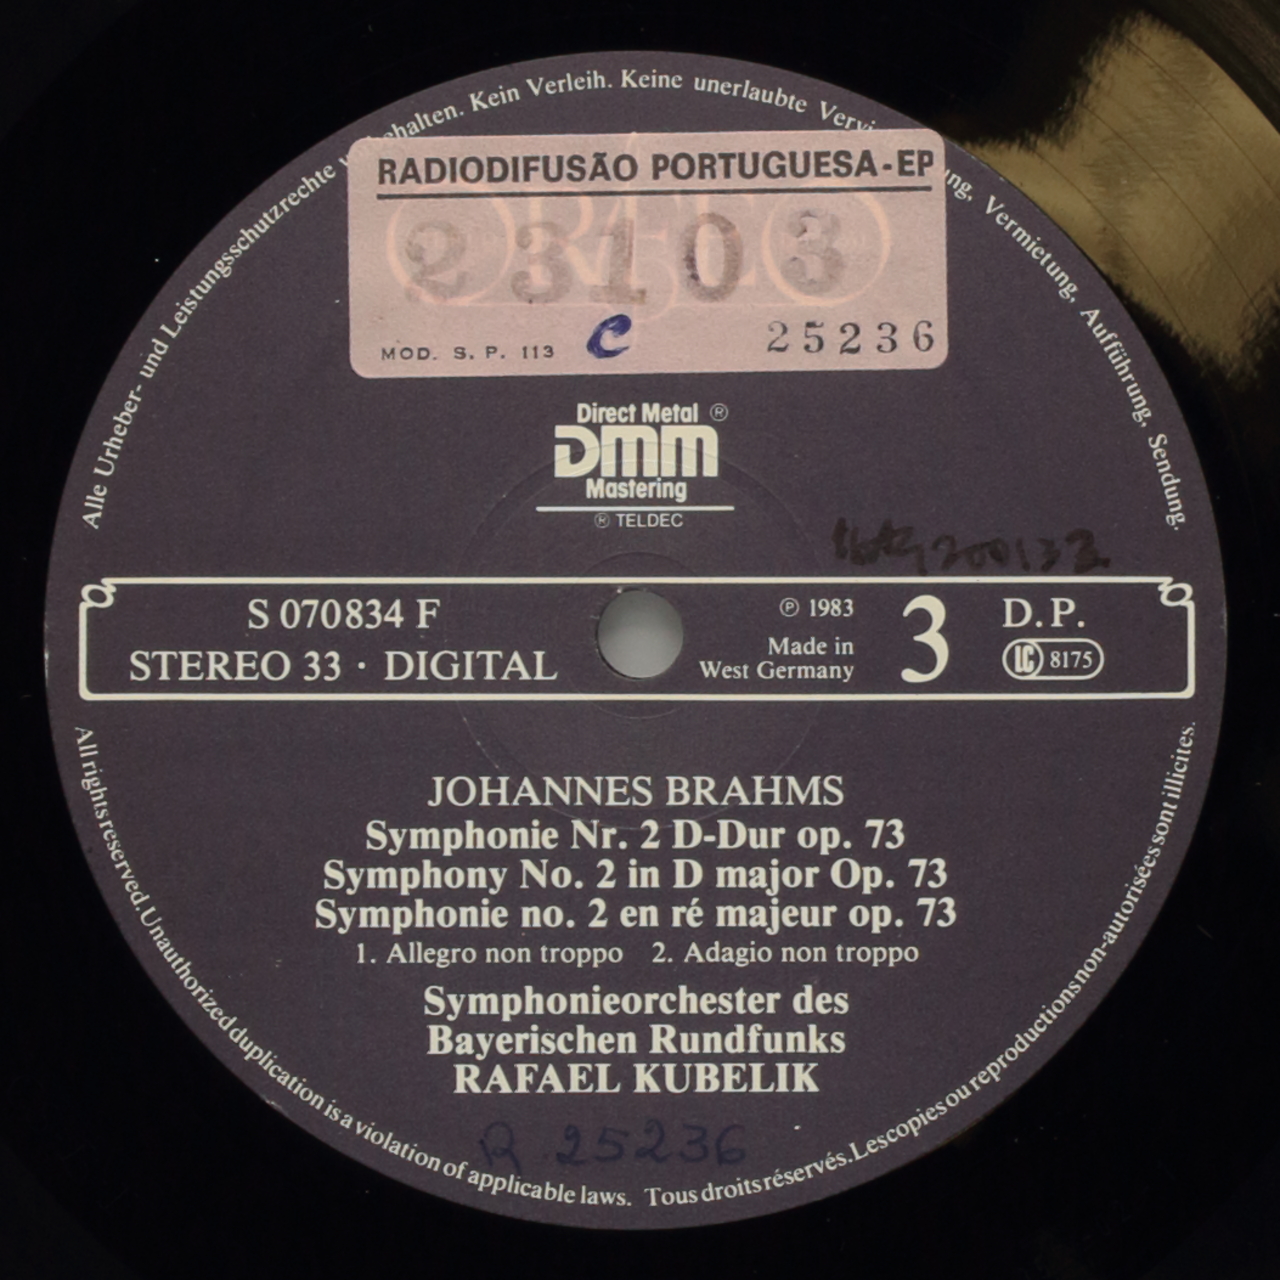 Alle Urheber- und Leistungsschutzrechte
behalten. Kein Verleih. Keine unerlaubte
Vermietung, Aufführung, Sendung.
RADIODIFUSÃO PORTUGUESA-EP
23103
C
MOD. S. P. 113
25236
Direct Metal ®
DMM
Mastering
® TELDEC
S 070834 F
STEREO 33 · DIGITAL
℗ 1983
Made in
West Germany
3
D.P.
LC 8175
JOHANNES BRAHMS
Symphonie Nr. 2 D-Dur op. 73
Symphony No. 2 in D major Op. 73
Symphonie no. 2 en ré majeur op. 73
1. Allegro non troppo 2. Adagio non troppo
Symphonieorchester des
Bayerischen Rundfunks
RAFAEL KUBELIK
R 25236
All rights reserved. Unauthorized duplication is a violation of applicable laws. Tous droits réservés. Les copies ou reproductions non-autorisées sont illicites.